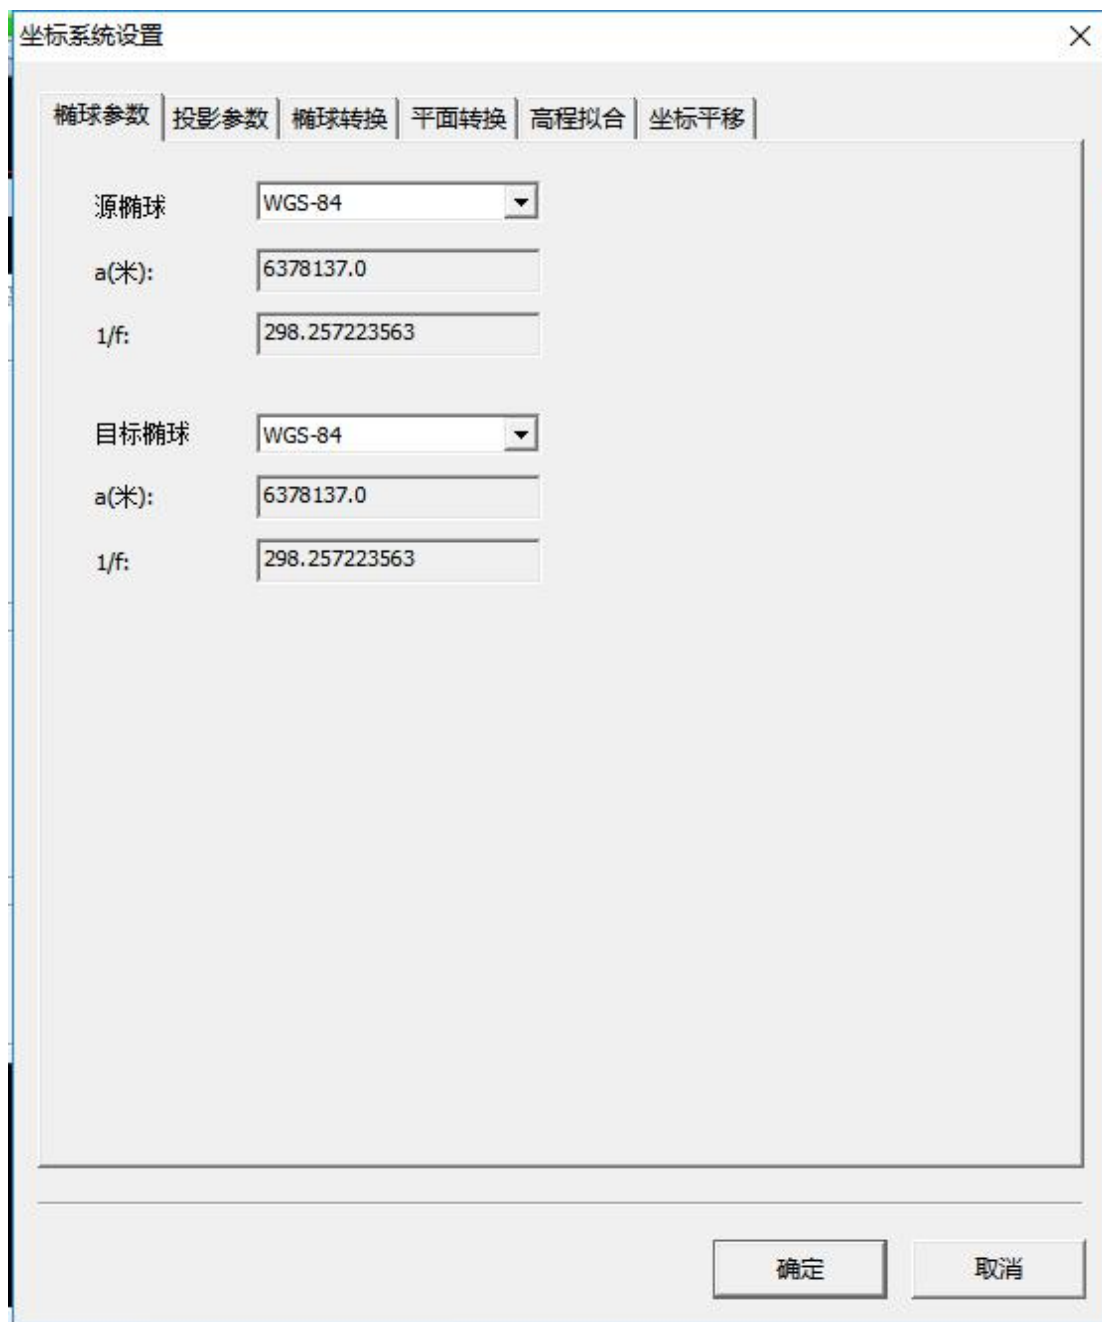 坐标系统设置
椭球参数 投影参数 椭球转换 平面转换 高程拟合 坐标平移
源椭球 WGS-84
a(米): 6378137.0
1/f: 298.257223563
目标椭球 WGS-84
a(米): 6378137.0
1/f: 298.257223563
确定 取消